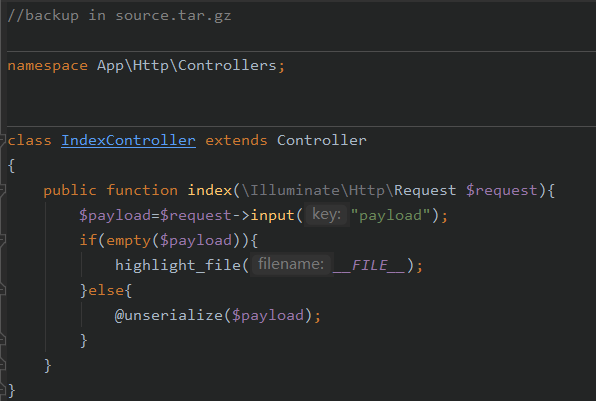 //backup in source.tar.gz
namespace App\Http\Controllers;
class IndexController extends Controller
{
public function index(\Illuminate\Http\Request $request){
$payload=$request->input( key: "payload");
if(empty($payload)){
highlight_file( filename: __FILE__);
}else{
@unserialize($payload);
}
}
}